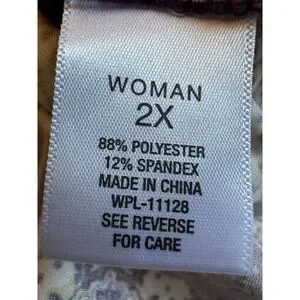 WOMAN
2X
88% POLYESTER
12% SPANDEX
MADE IN CHINA
WPL-11128
SEE REVERSE
FOR CARE